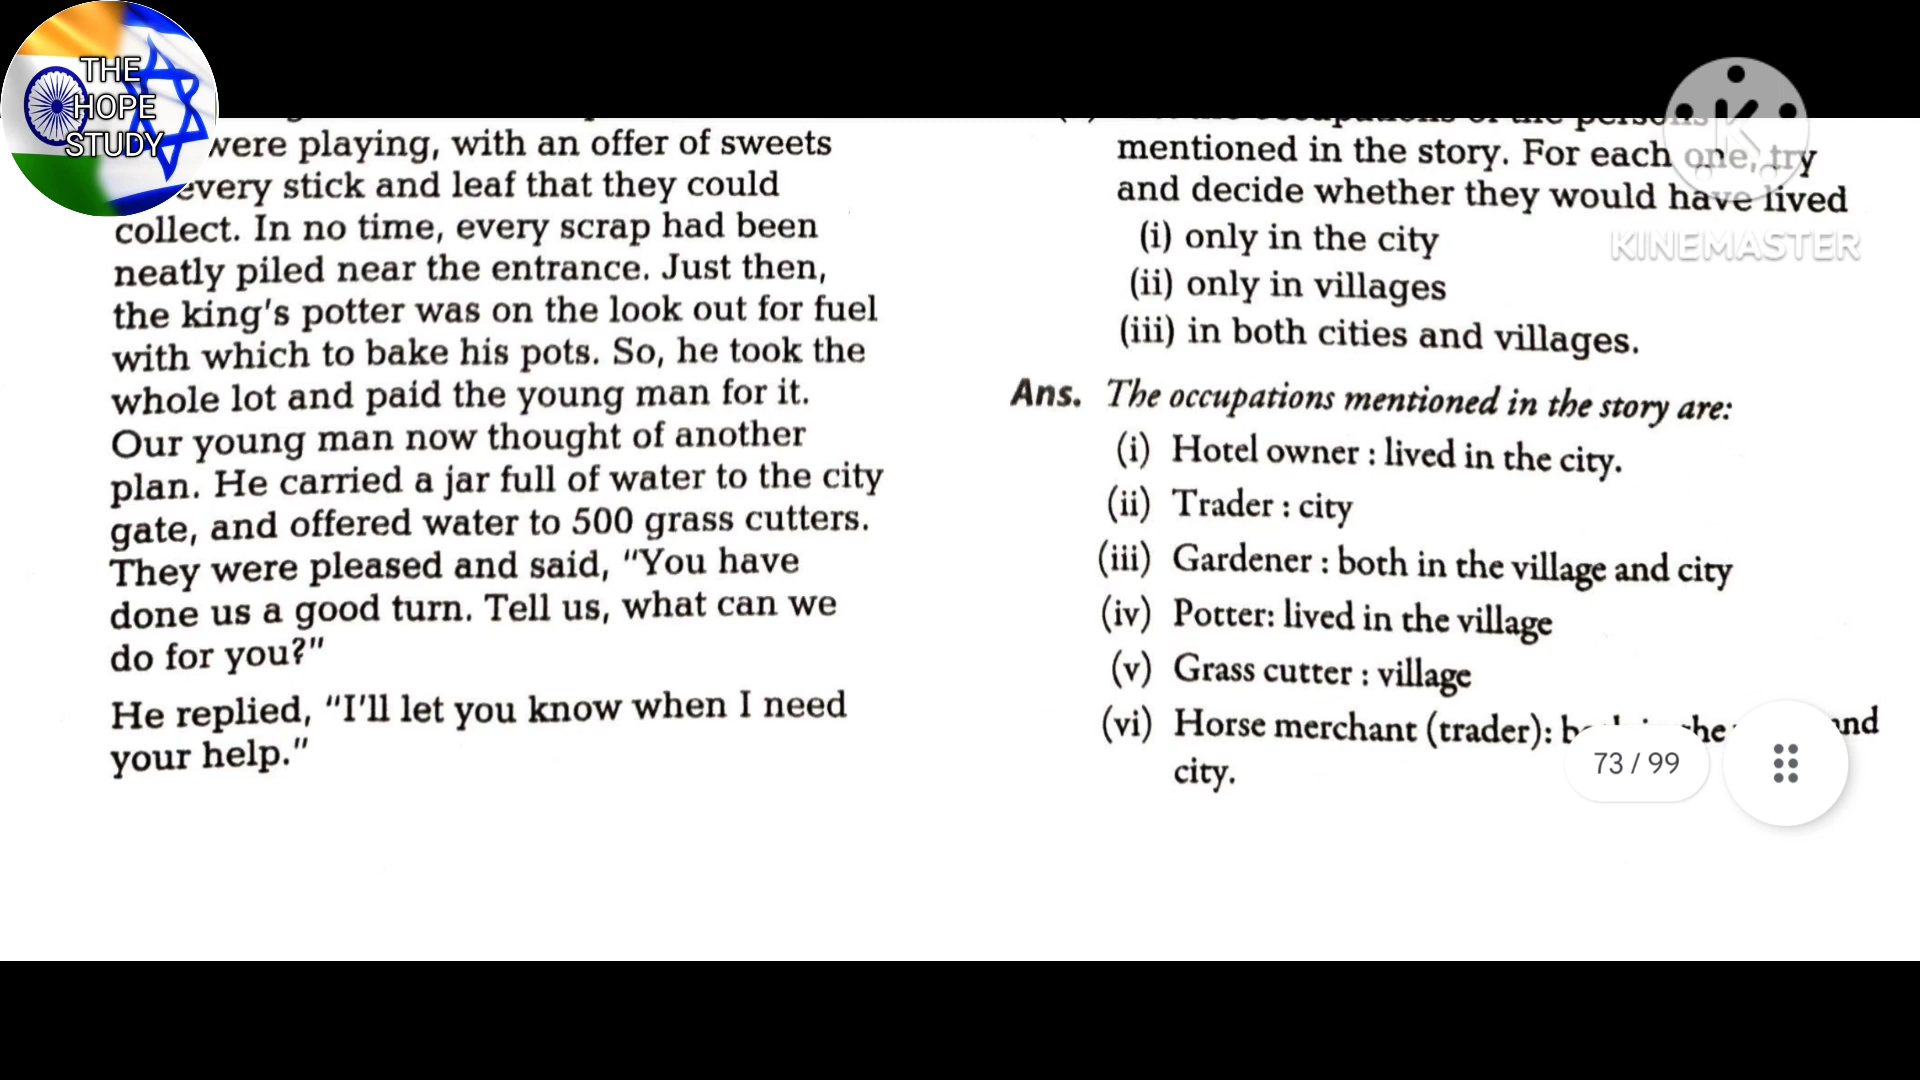 THE
HOPE
STUDY
were playing, with an offer of sweets
every stick and leaf that they could
collect. In no time, every scrap had been
neatly piled near the entrance. Just then,
the king's potter was on the look out for fuel
with which to bake his pots. So, he took the
whole lot and paid the young man for it.
Our young man now thought of another
plan. He carried a jar full of water to the city
gate, and offered water to 500 grass cutters.
They were pleased and said, "You have
done us a good turn. Tell us, what can we
do for you?"
He replied, "I'll let you know when I need
your help."
occupations of the persons
mentioned in the story. For each one, try
and decide whether they would have lived
(i) only in the city
(ii) only in villages
(iii) in both cities and villages.
Ans. The occupations mentioned in the story are:
(i) Hotel owner : lived in the city.
(ii) Trader : city
(iii) Gardener : both in the village and city
(iv) Potter: lived in the village
(v) Grass cutter : village
(vi) Horse merchant (trader): and
city.
KINEMASTER
73 / 99